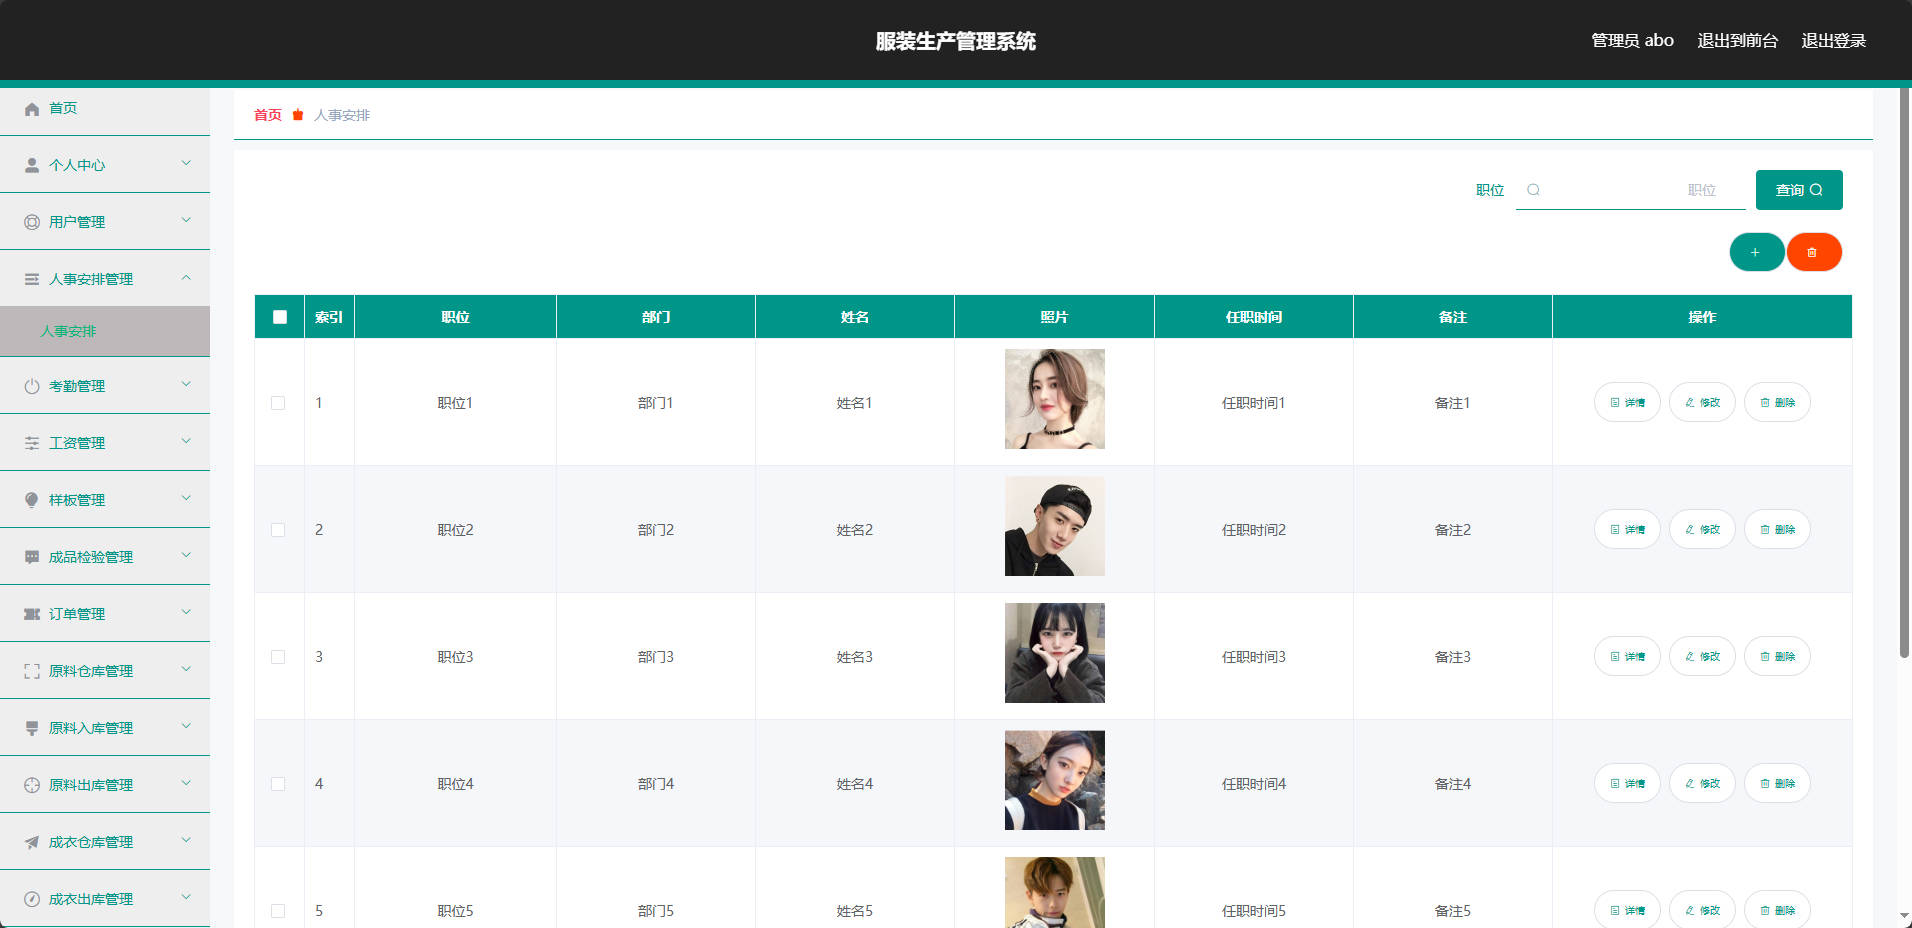 服装生产管理系统
管理员 abo 退出到前台 退出登录
首页
个人中心
用户管理
人事安排管理
人事安排
考勤管理
工资管理
样板管理
成品检验管理
订单管理
原料仓库管理
原料入库管理
原料出库管理
成衣仓库管理
成衣出库管理
首页 人事安排
职位 职位 查询
索引 职位 部门 姓名 照片 任职时间 备注 操作
1 职位1 部门1 姓名1 任职时间1 备注1 详情 修改 删除
2 职位2 部门2 姓名2 任职时间2 备注2 详情 修改 删除
3 职位3 部门3 姓名3 任职时间3 备注3 详情 修改 删除
4 职位4 部门4 姓名4 任职时间4 备注4 详情 修改 删除
5 职位5 部门5 姓名5 任职时间5 备注5 详情 修改 删除